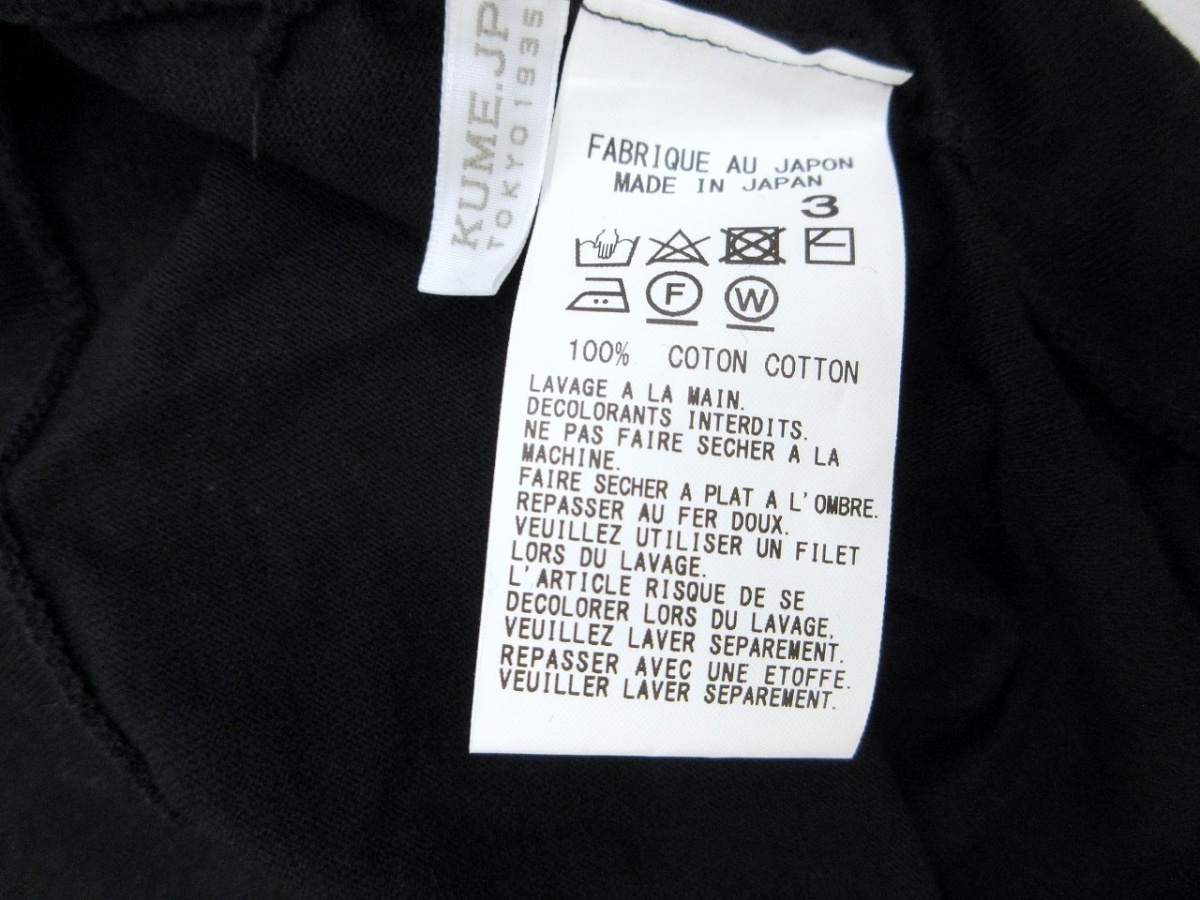 KUME.JP
TOKYO1935
FABRIQUE AU JAPON
MADE IN JAPAN
3
F
W
100% COTON COTTON
LAVAGE A LA MAIN.
DECOLORANTS INTERDITS.
NE PAS FAIRE SECHER A LA
MACHINE.
FAIRE SECHER A PLAT A L'OMBRE.
REPASSER AU FER DOUX.
VEUILLEZ UTILISER UN FILET
LORS DU LAVAGE.
L'ARTICLE RISQUE DE SE
DECOLORER LORS DU LAVAGE.
VEUILLEZ LAVER SEPAREMENT.
REPASSER AVEC UNE ETOFFE.
VEUILLER LAVER SEPAREMENT.